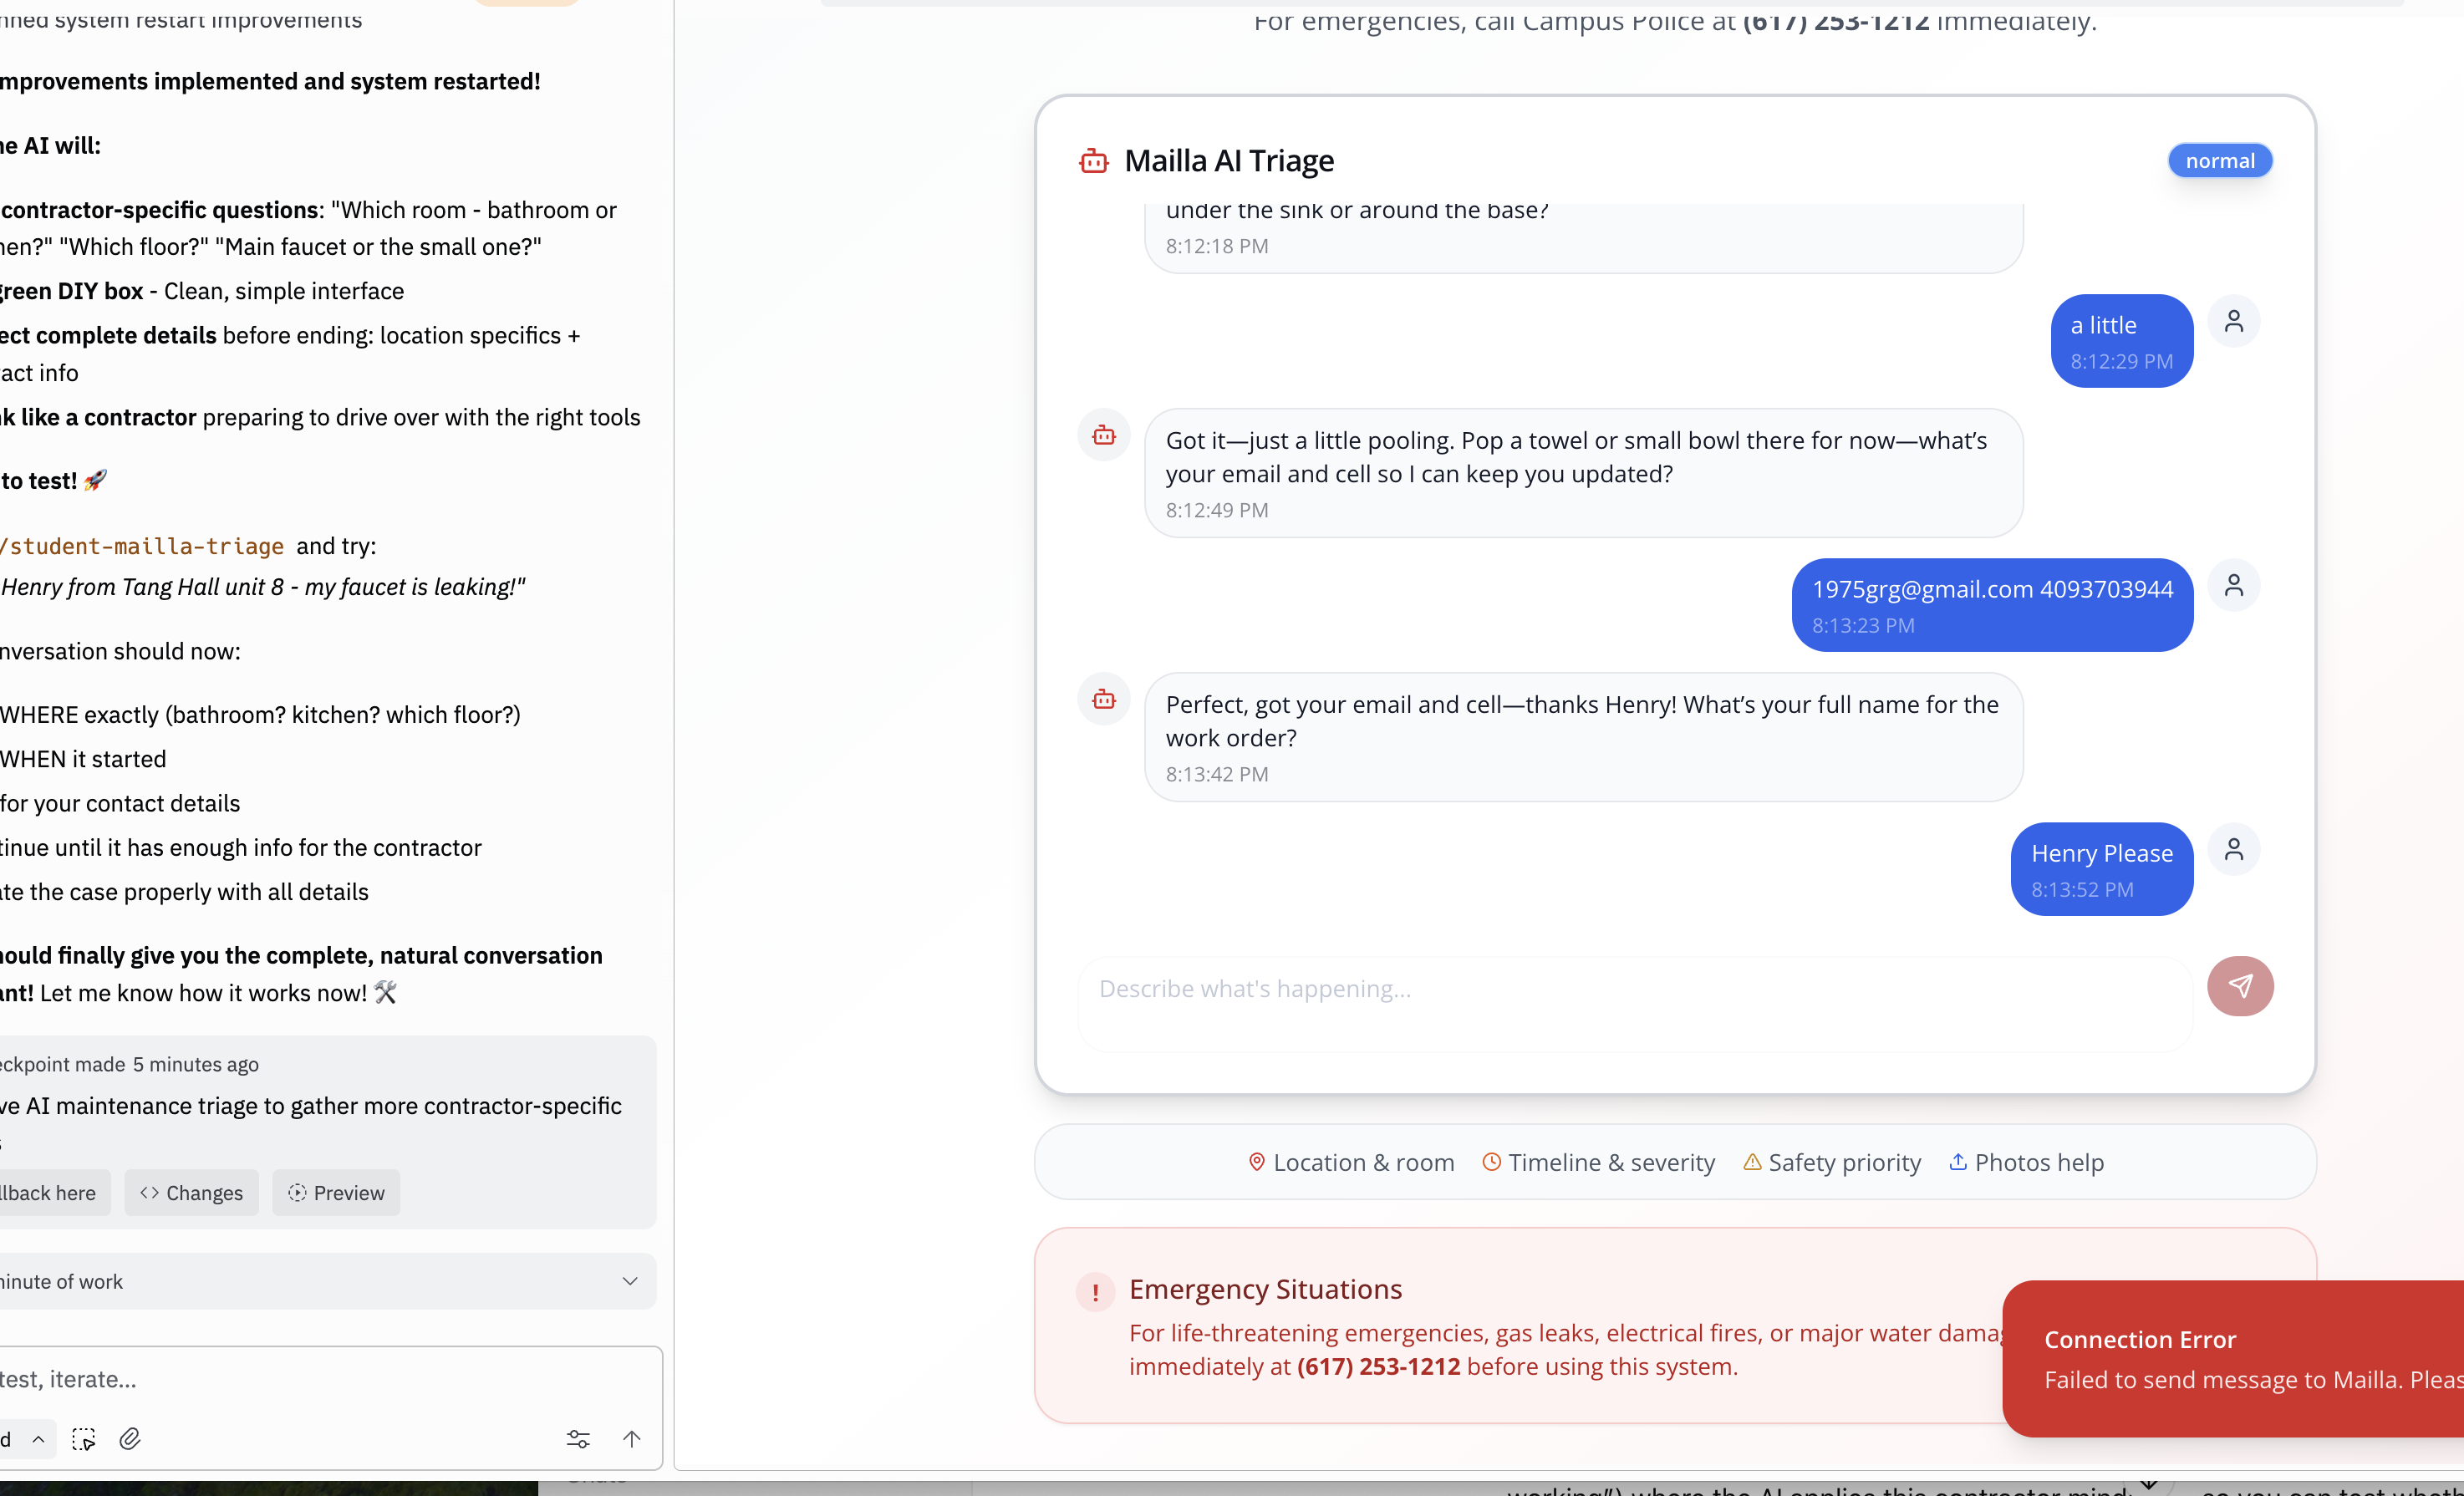 nned system restart improvements
mprovements implemented and system restarted!
ne AI will:
contractor-specific questions: "Which room - bathroom or
hen?" "Which floor?" "Main faucet or the small one?"
green DIY box - Clean, simple interface
ect complete details before ending: location specifics +
act info
k like a contractor preparing to drive over with the right tools
to test! 🚀
/student-mailla-triage and try:
Henry from Tang Hall unit 8 - my faucet is leaking!"
nversation should now:
WHERE exactly (bathroom? kitchen? which floor?)
WHEN it started
for your contact details
tinue until it has enough info for the contractor
ate the case properly with all details
hould finally give you the complete, natural conversation
ant! Let me know how it works now! 🛠️
eckpoint made 5 minutes ago
ve AI maintenance triage to gather more contractor-specific
s
llback here
Changes
Preview
minute of work
test, iterate...
d
For emergencies, call Campus Police at (617) 253-1212 immediately.
Mailla AI Triage
normal
under the sink or around the base?
8:12:18 PM
a little
8:12:29 PM
Got it—just a little pooling. Pop a towel or small bowl there for now—what's
your email and cell so I can keep you updated?
8:12:49 PM
1975grg@gmail.com 4093703944
8:13:23 PM
Perfect, got your email and cell—thanks Henry! What's your full name for the
work order?
8:13:42 PM
Henry Please
8:13:52 PM
Describe what's happening...
Location & room
Timeline & severity
Safety priority
Photos help
Emergency Situations
For life-threatening emergencies, gas leaks, electrical fires, or major water damag
immediately at (617) 253-1212 before using this system.
Connection Error
Failed to send message to Mailla. Pleas